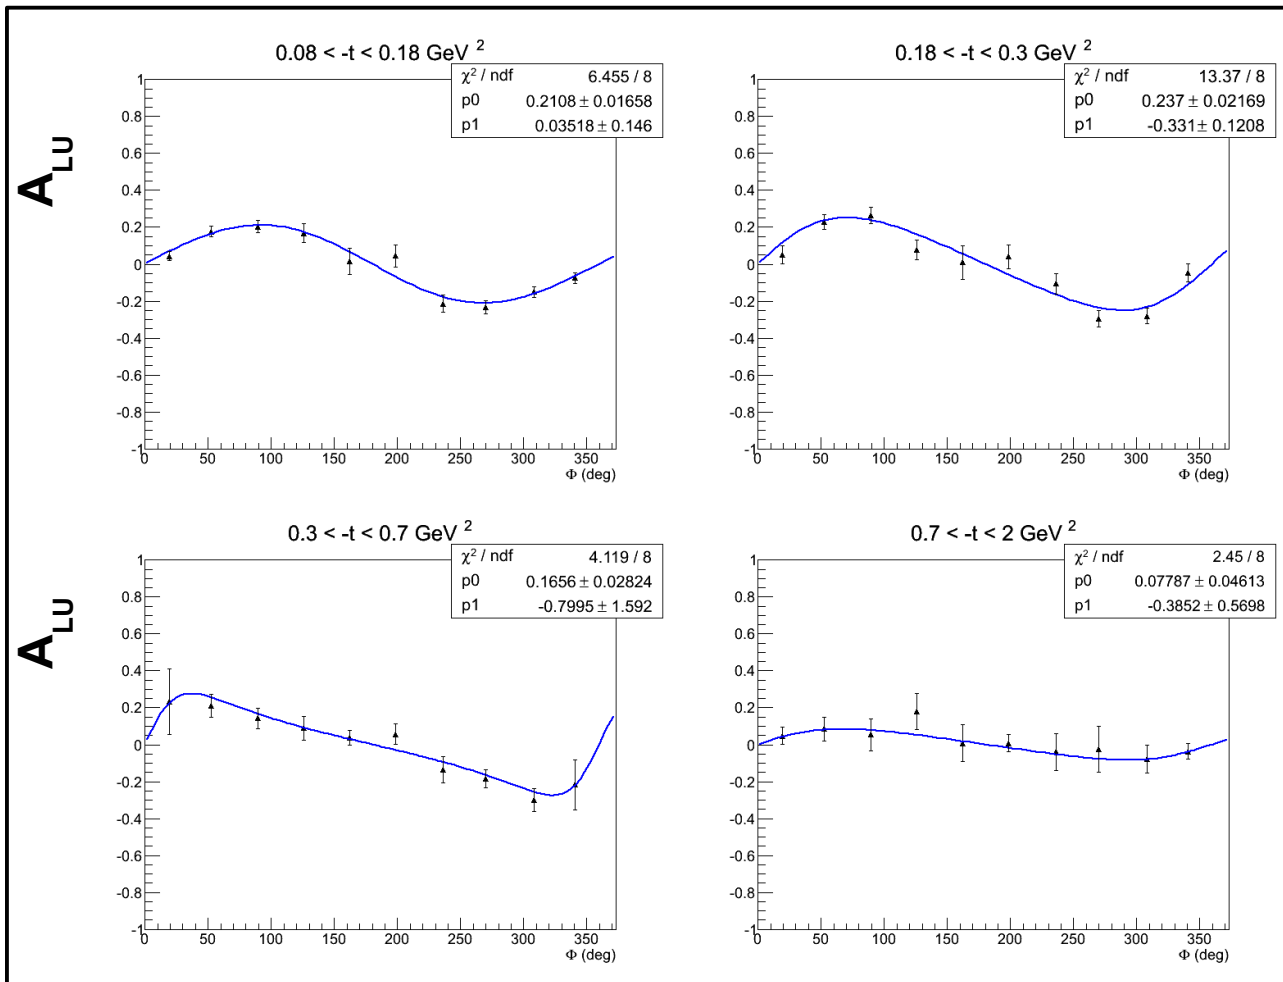 0.08 < -t < 0.18 GeV 2
χ2 / ndf 6.455 / 8
p0 0.2108 ± 0.01658
p1 0.03518 ± 0.146
ALU
1
0.8
0.6
0.4
0.2
0
-0.2
-0.4
-0.6
-0.8
-1
0 50 100 150 200 250 300 350
Φ (deg)
0.18 < -t < 0.3 GeV 2
χ2 / ndf 13.37 / 8
p0 0.237 ± 0.02169
p1 -0.331 ± 0.1208
1
0.8
0.6
0.4
0.2
0
-0.2
-0.4
-0.6
-0.8
-1
0 50 100 150 200 250 300 350
Φ (deg)
0.3 < -t < 0.7 GeV 2
χ2 / ndf 4.119 / 8
p0 0.1656 ± 0.02824
p1 -0.7995 ± 1.592
ALU
1
0.8
0.6
0.4
0.2
0
-0.2
-0.4
-0.6
-0.8
-1
0 50 100 150 200 250 300 350
Φ (deg)
0.7 < -t < 2 GeV 2
χ2 / ndf 2.45 / 8
p0 0.07787 ± 0.04613
p1 -0.3852 ± 0.5698
1
0.8
0.6
0.4
0.2
0
-0.2
-0.4
-0.6
-0.8
-1
0 50 100 150 200 250 300 350
Φ (deg)